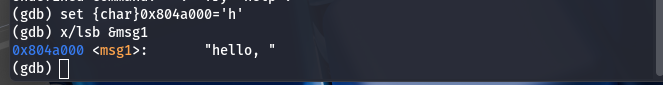 (gdb) set {char}0x804a000='h'
(gdb) x/lsb &msg1
0x804a000 <msg1>:       "hello, "
(gdb)